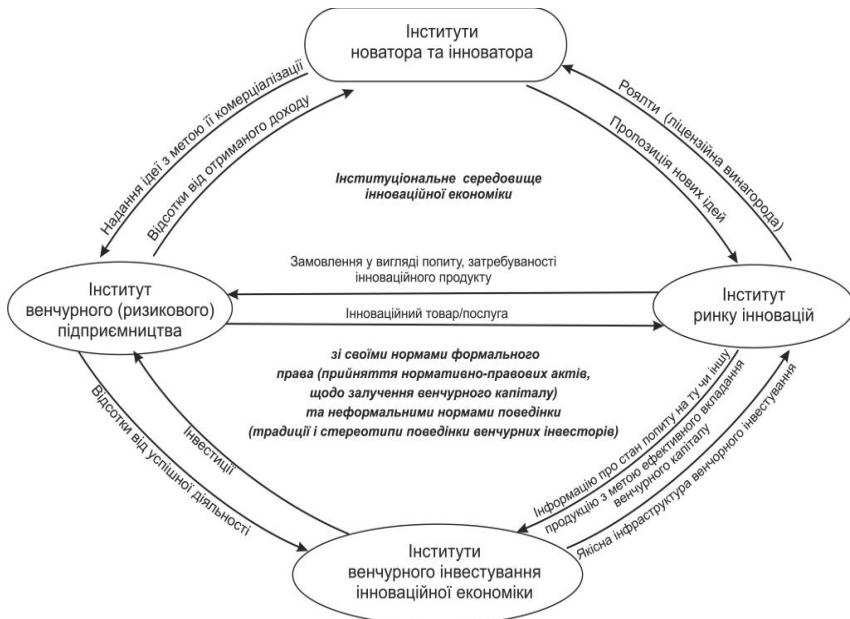 Інститути
новатора та інноватора
Надання ідеї з метою її комерціалізації
Відсотки від отриманого доходу
Роялти (ліцензійна винагорода)
Пропозиція нових ідей
Інституціональне середовище
інноваційної економіки
Замовлення у вигляді попиту, затребуваності
інноваційного продукту
Інститут
венчурного (ризикового)
підприємництва
Інститут
ринку інновацій
Інноваційний товар/послуга
зі своїми нормами формального
права (прийняття нормативно-правових актів,
щодо залучення венчурного капіталу)
та неформальними нормами поведінки
(традиції і стереотипи поведінки венчурних інвесторів)
Відсотки від успішної діяльності
Інвестиції
Інформацію про стан попиту на ту чи іншу
продукцію з метою ефективного вкладання
венчурного капіталу
Якісна інфраструктура венчорного інвестування
Інститути
венчурного інвестування
інноваційної економіки